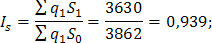 I_s = ∑ q₁S₁ / ∑ q₁S₀ = 3630 / 3862 = 0,939;